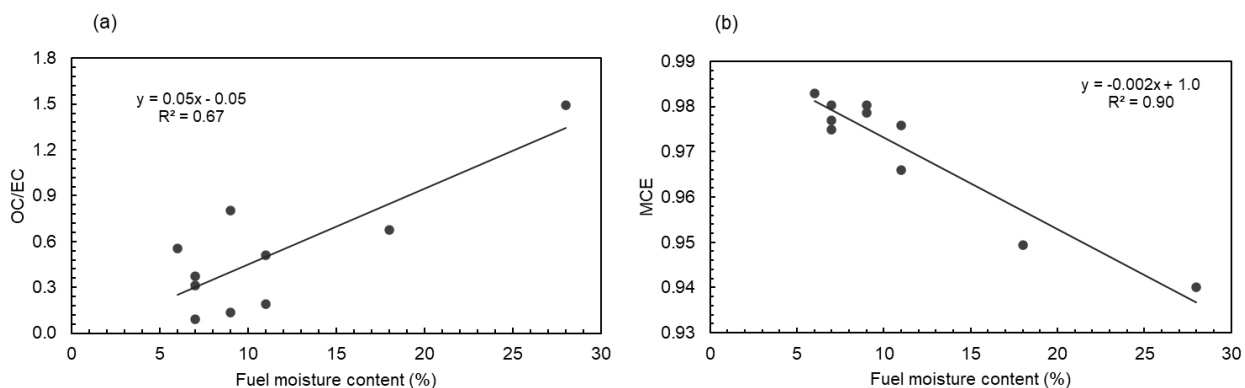 (a)
1.8
1.5
1.2
0.9
0.6
0.3
0.0
OC/EC
y = 0.05x - 0.05
R² = 0.67
0 5 10 15 20 25 30
Fuel moisture content (%)
(b)
0.99
0.98
0.97
0.96
0.95
0.94
0.93
MCE
y = -0.002x + 1.0
R² = 0.90
0 5 10 15 20 25 30
Fuel moisture content (%)